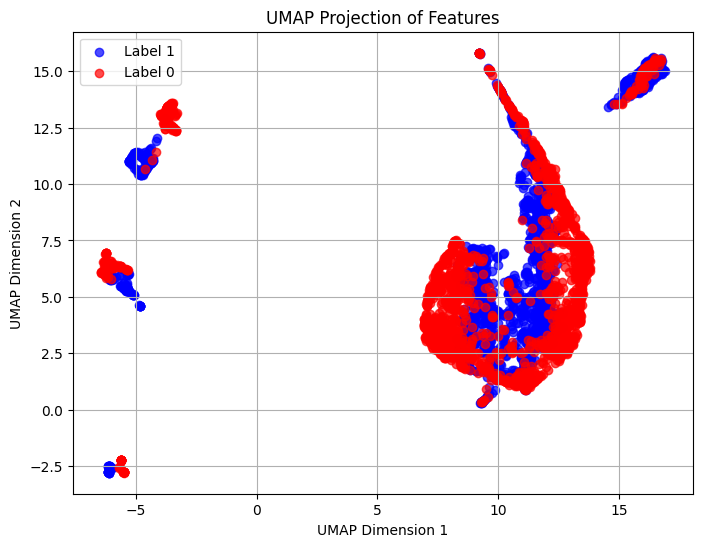 UMAP Projection of Features
Label 1
Label 0
15.0
12.5
10.0
7.5
5.0
2.5
0.0
−2.5
UMAP Dimension 2
−5
0
5
10
15
UMAP Dimension 1